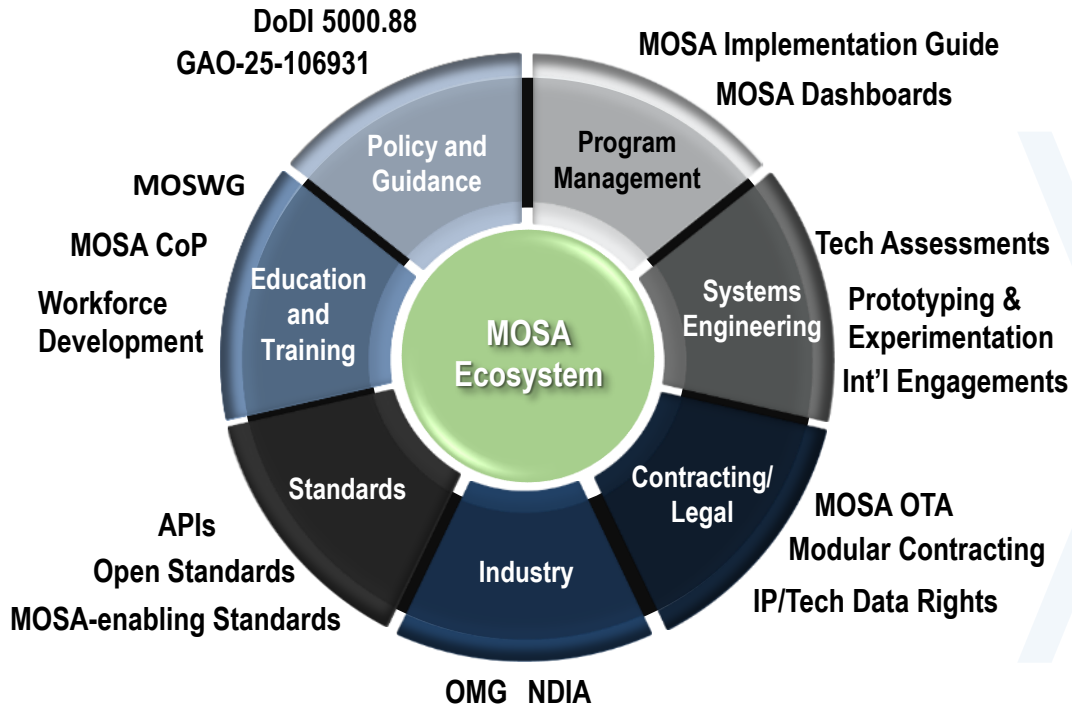 DoDI 5000.88
GAO-25-106931
MOSA Implementation Guide
MOSA Dashboards
Policy and
Guidance
Program
Management
MOSWG
MOSA CoP
Workforce
Development
Education
and
Training
Systems
Engineering
Tech Assessments
Prototyping &
Experimentation
Int'l Engagements
MOSA
Ecosystem
Standards
Contracting/
Legal
Industry
APIs
Open Standards
MOSA-enabling Standards
MOSA OTA
Modular Contracting
IP/Tech Data Rights
OMG NDIA